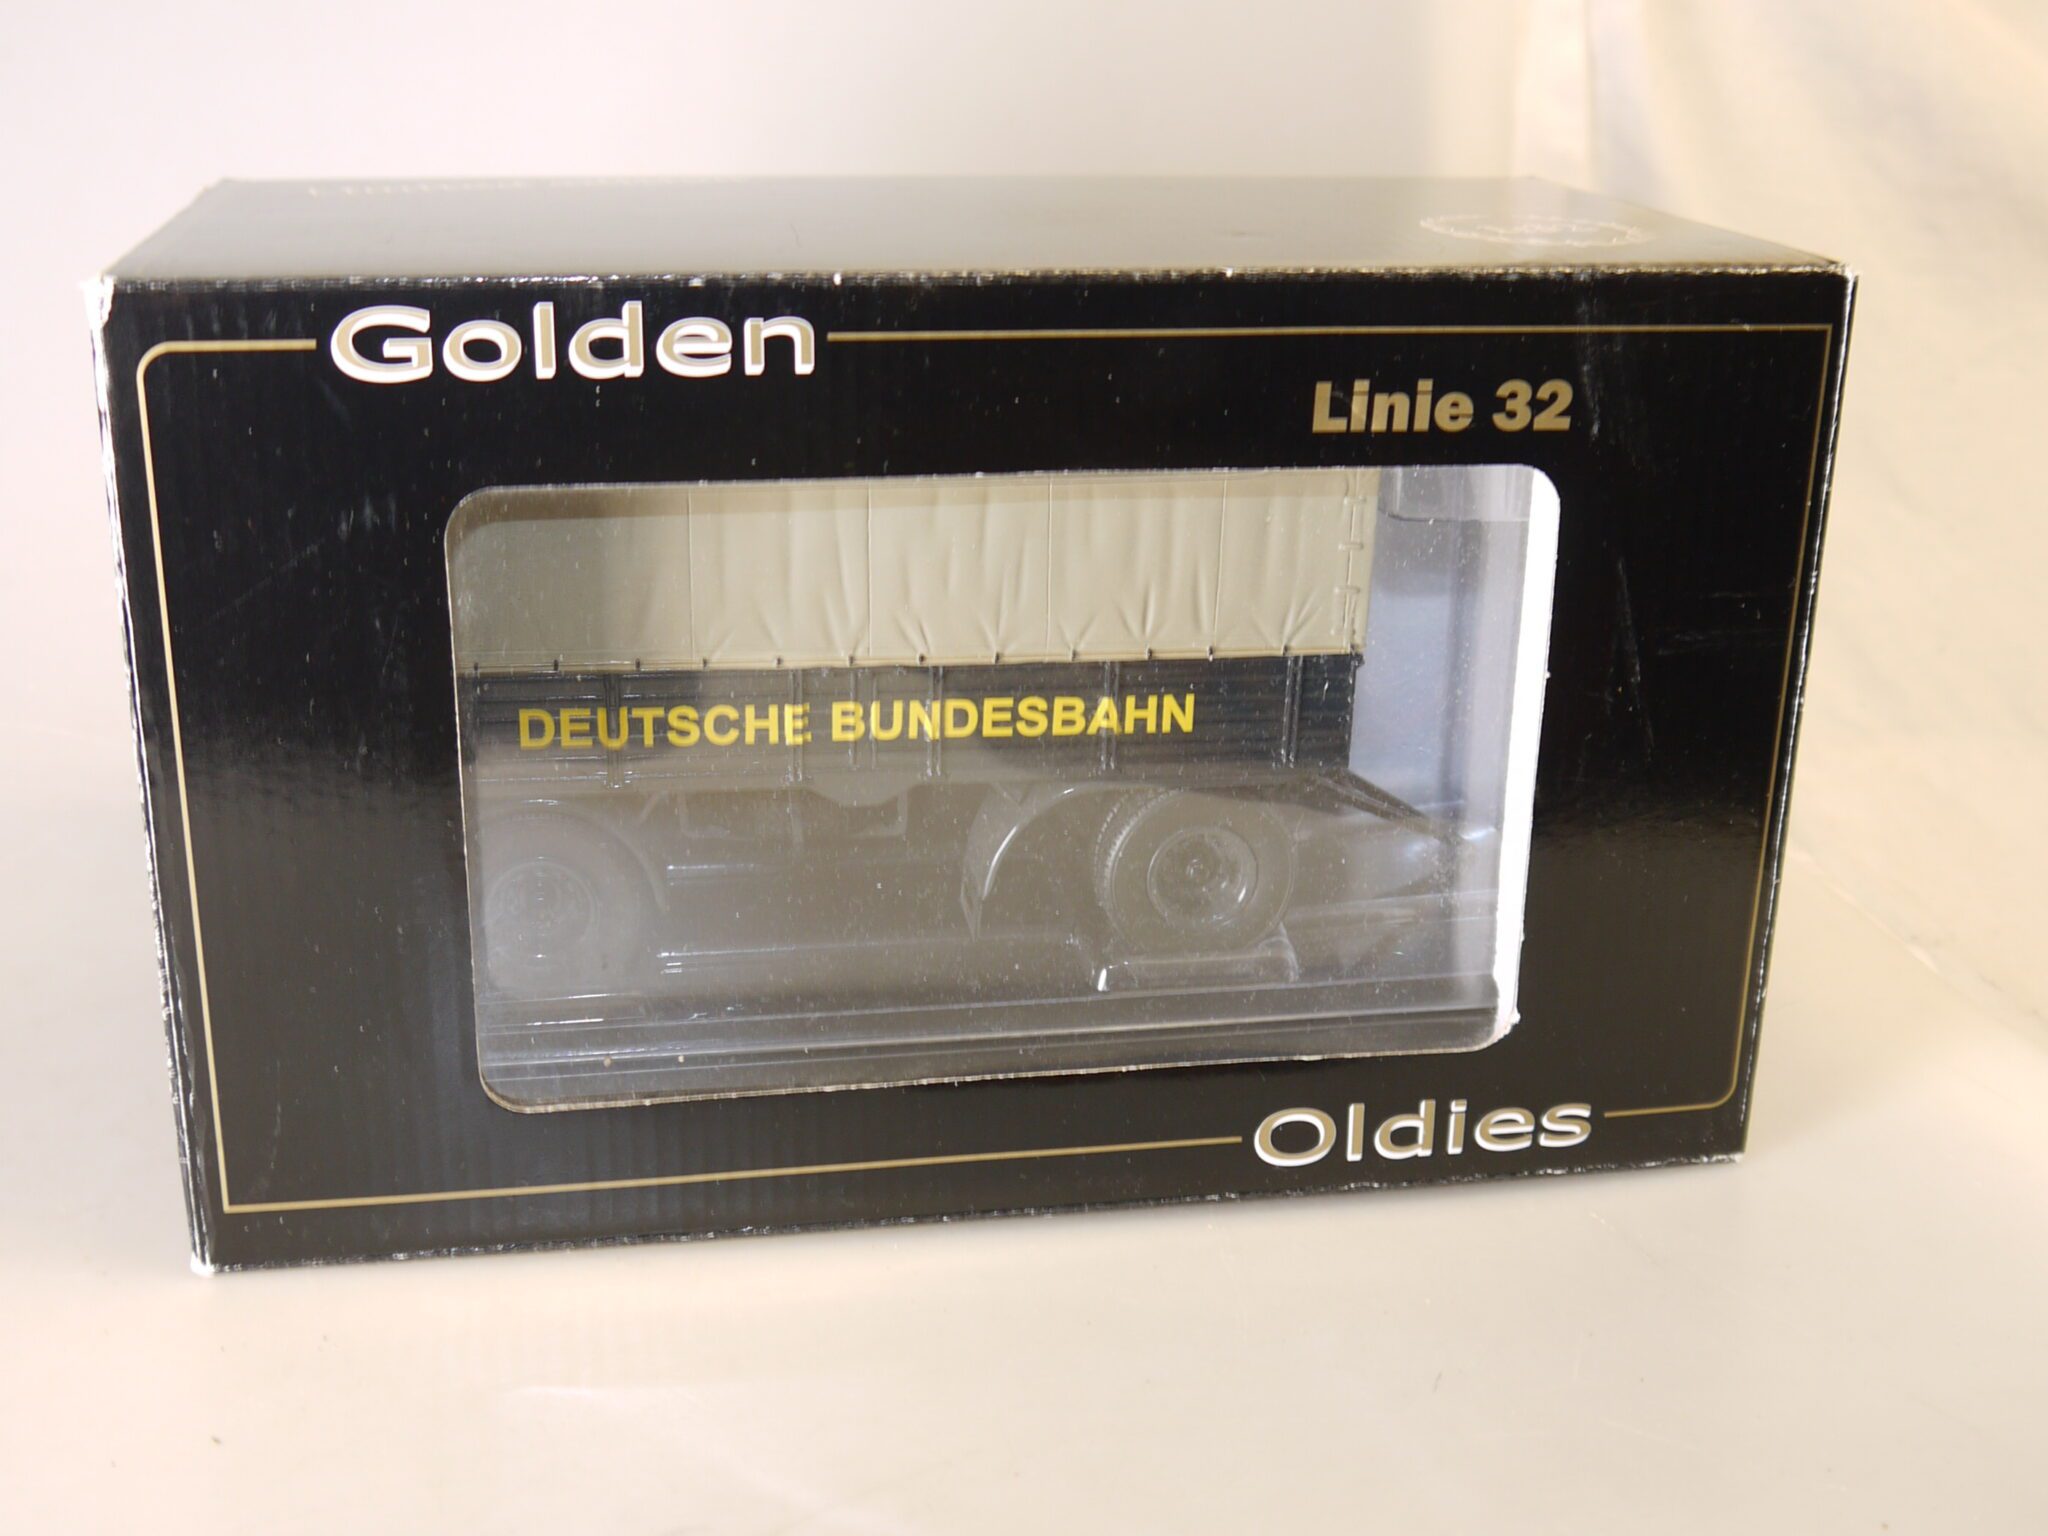 Golden
Linie 32
DEUTSCHE BUNDESBAHN
Oldies